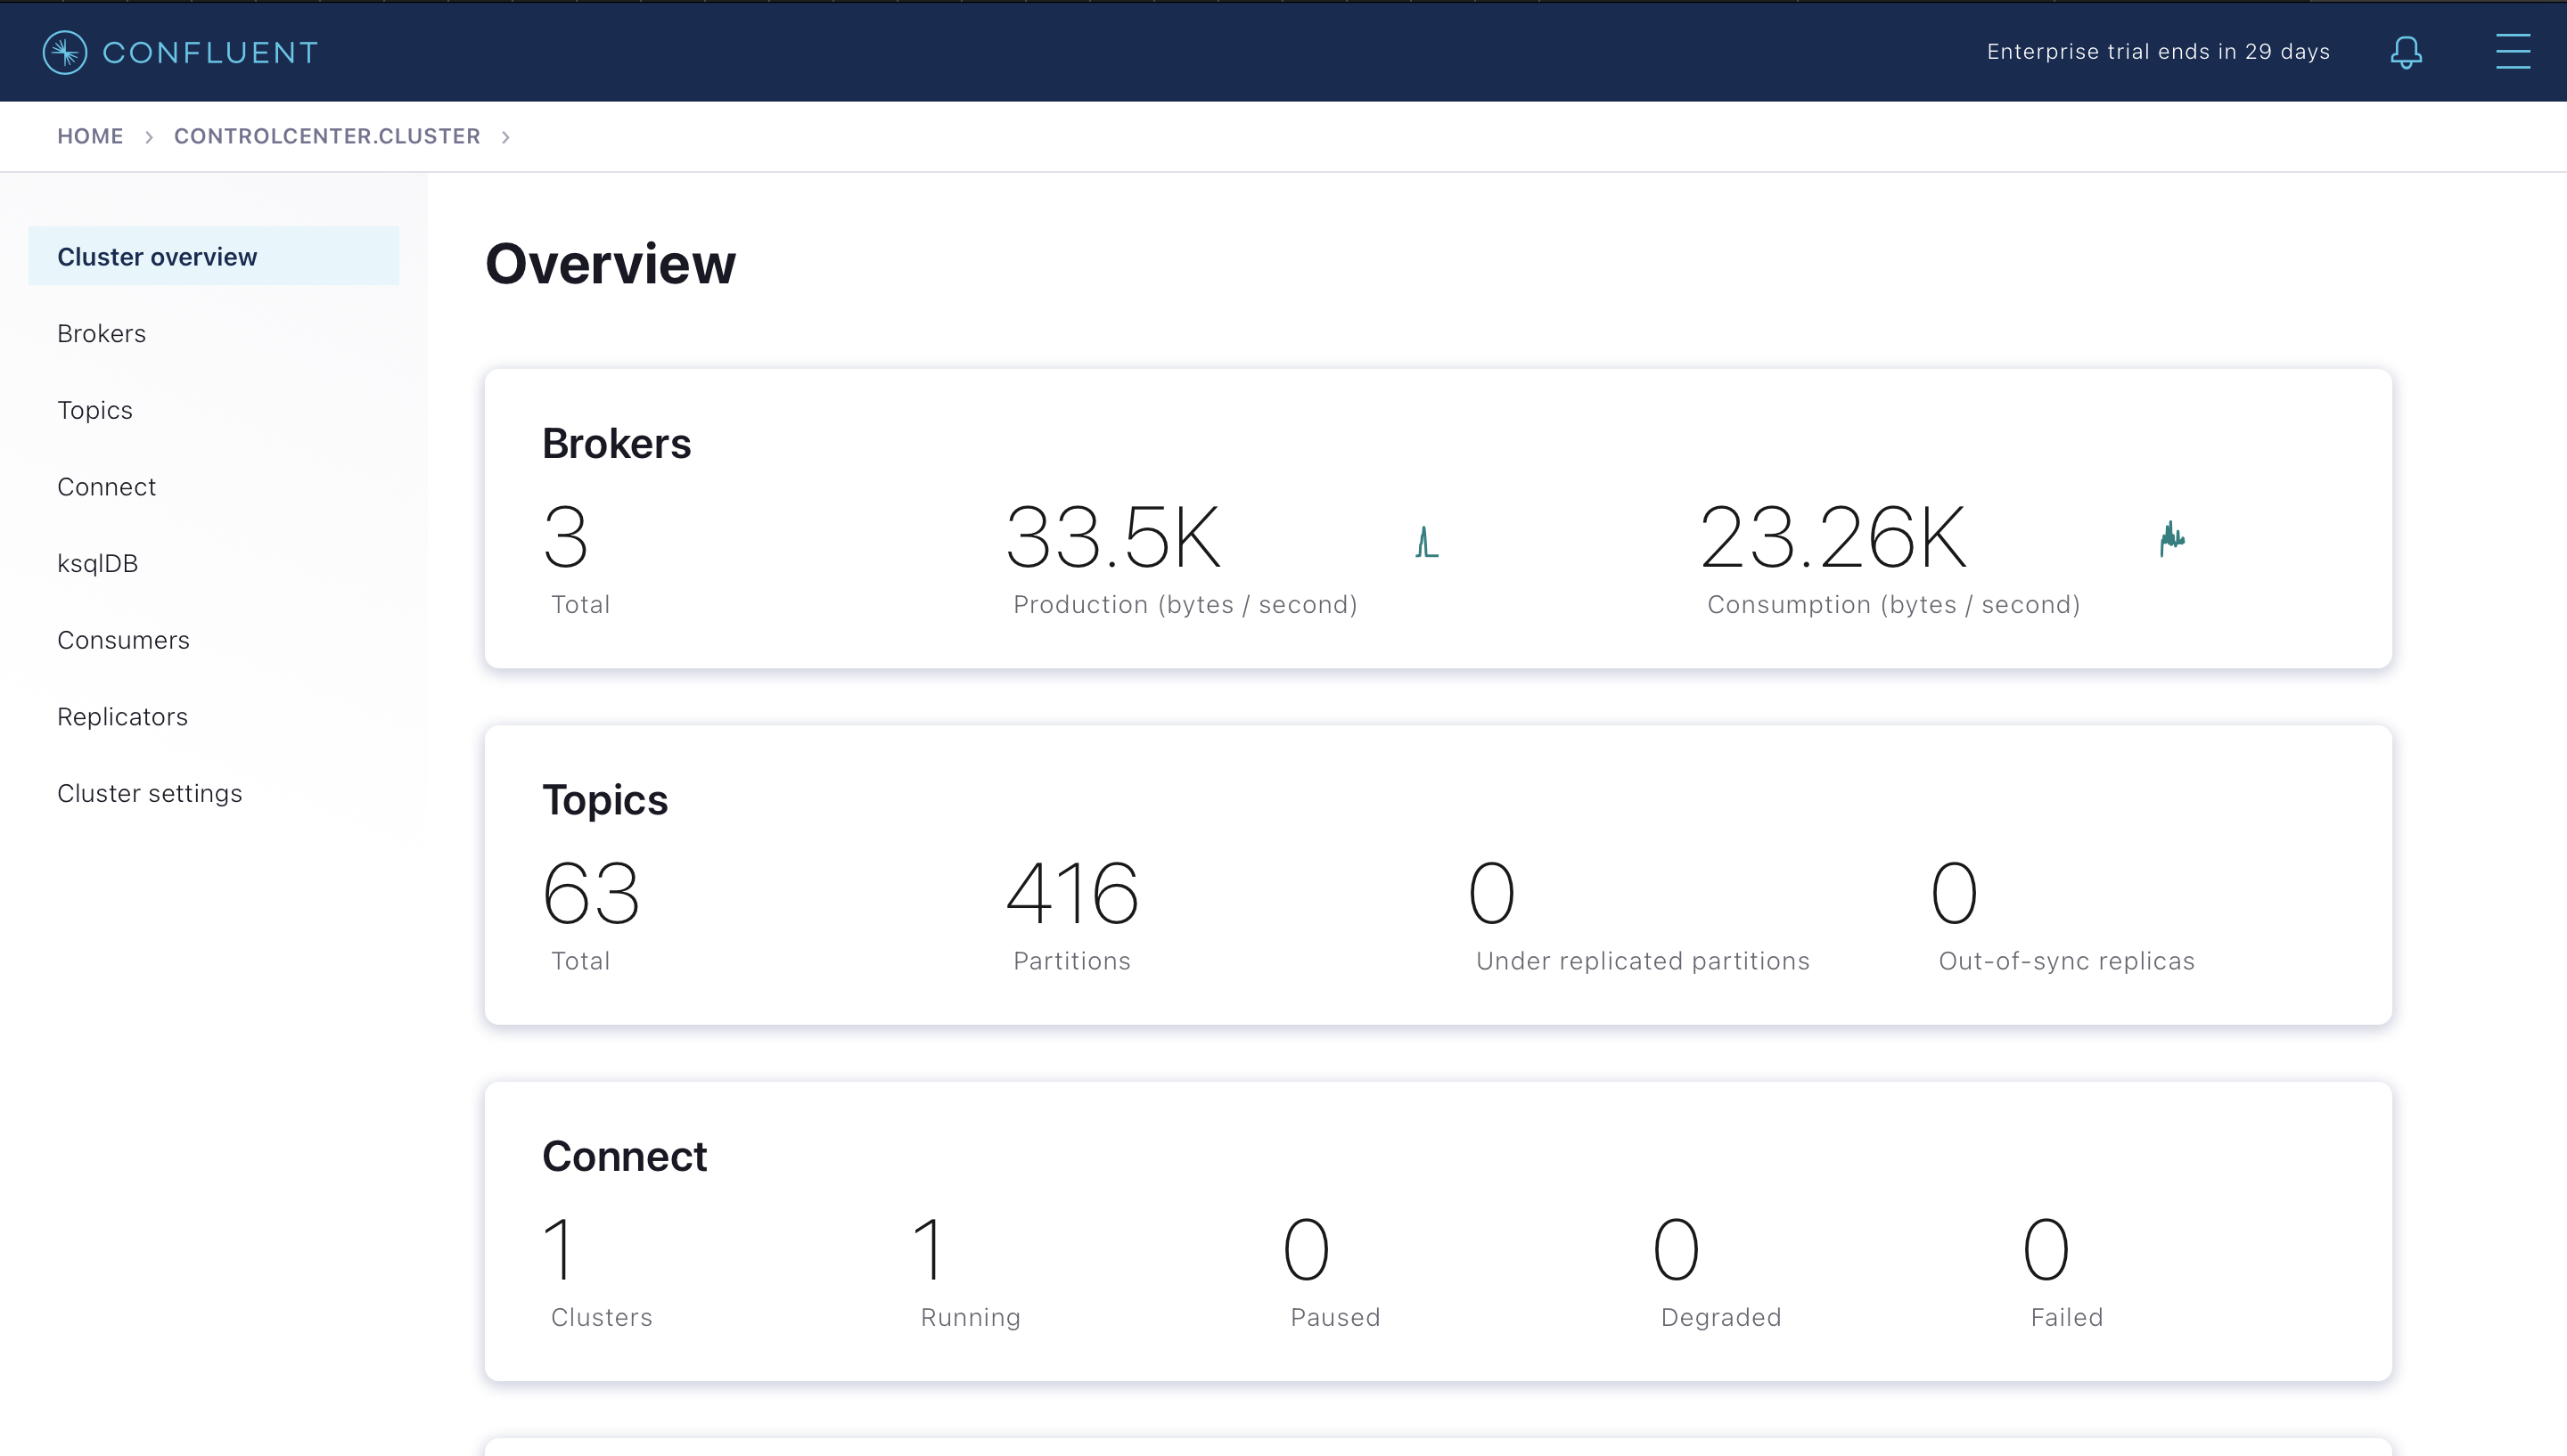 CONFLUENT
Enterprise trial ends in 29 days
HOME > CONTROLCENTER.CLUSTER >
Cluster overview
Brokers
Topics
Connect
ksqlDB
Consumers
Replicators
Cluster settings
Overview
Brokers
3 33.5K 23.26K
Total Production (bytes / second) Consumption (bytes / second)
Topics
63 416 0 0
Total Partitions Under replicated partitions Out-of-sync replicas
Connect
1 1 0 0 0
Clusters Running Paused Degraded Failed